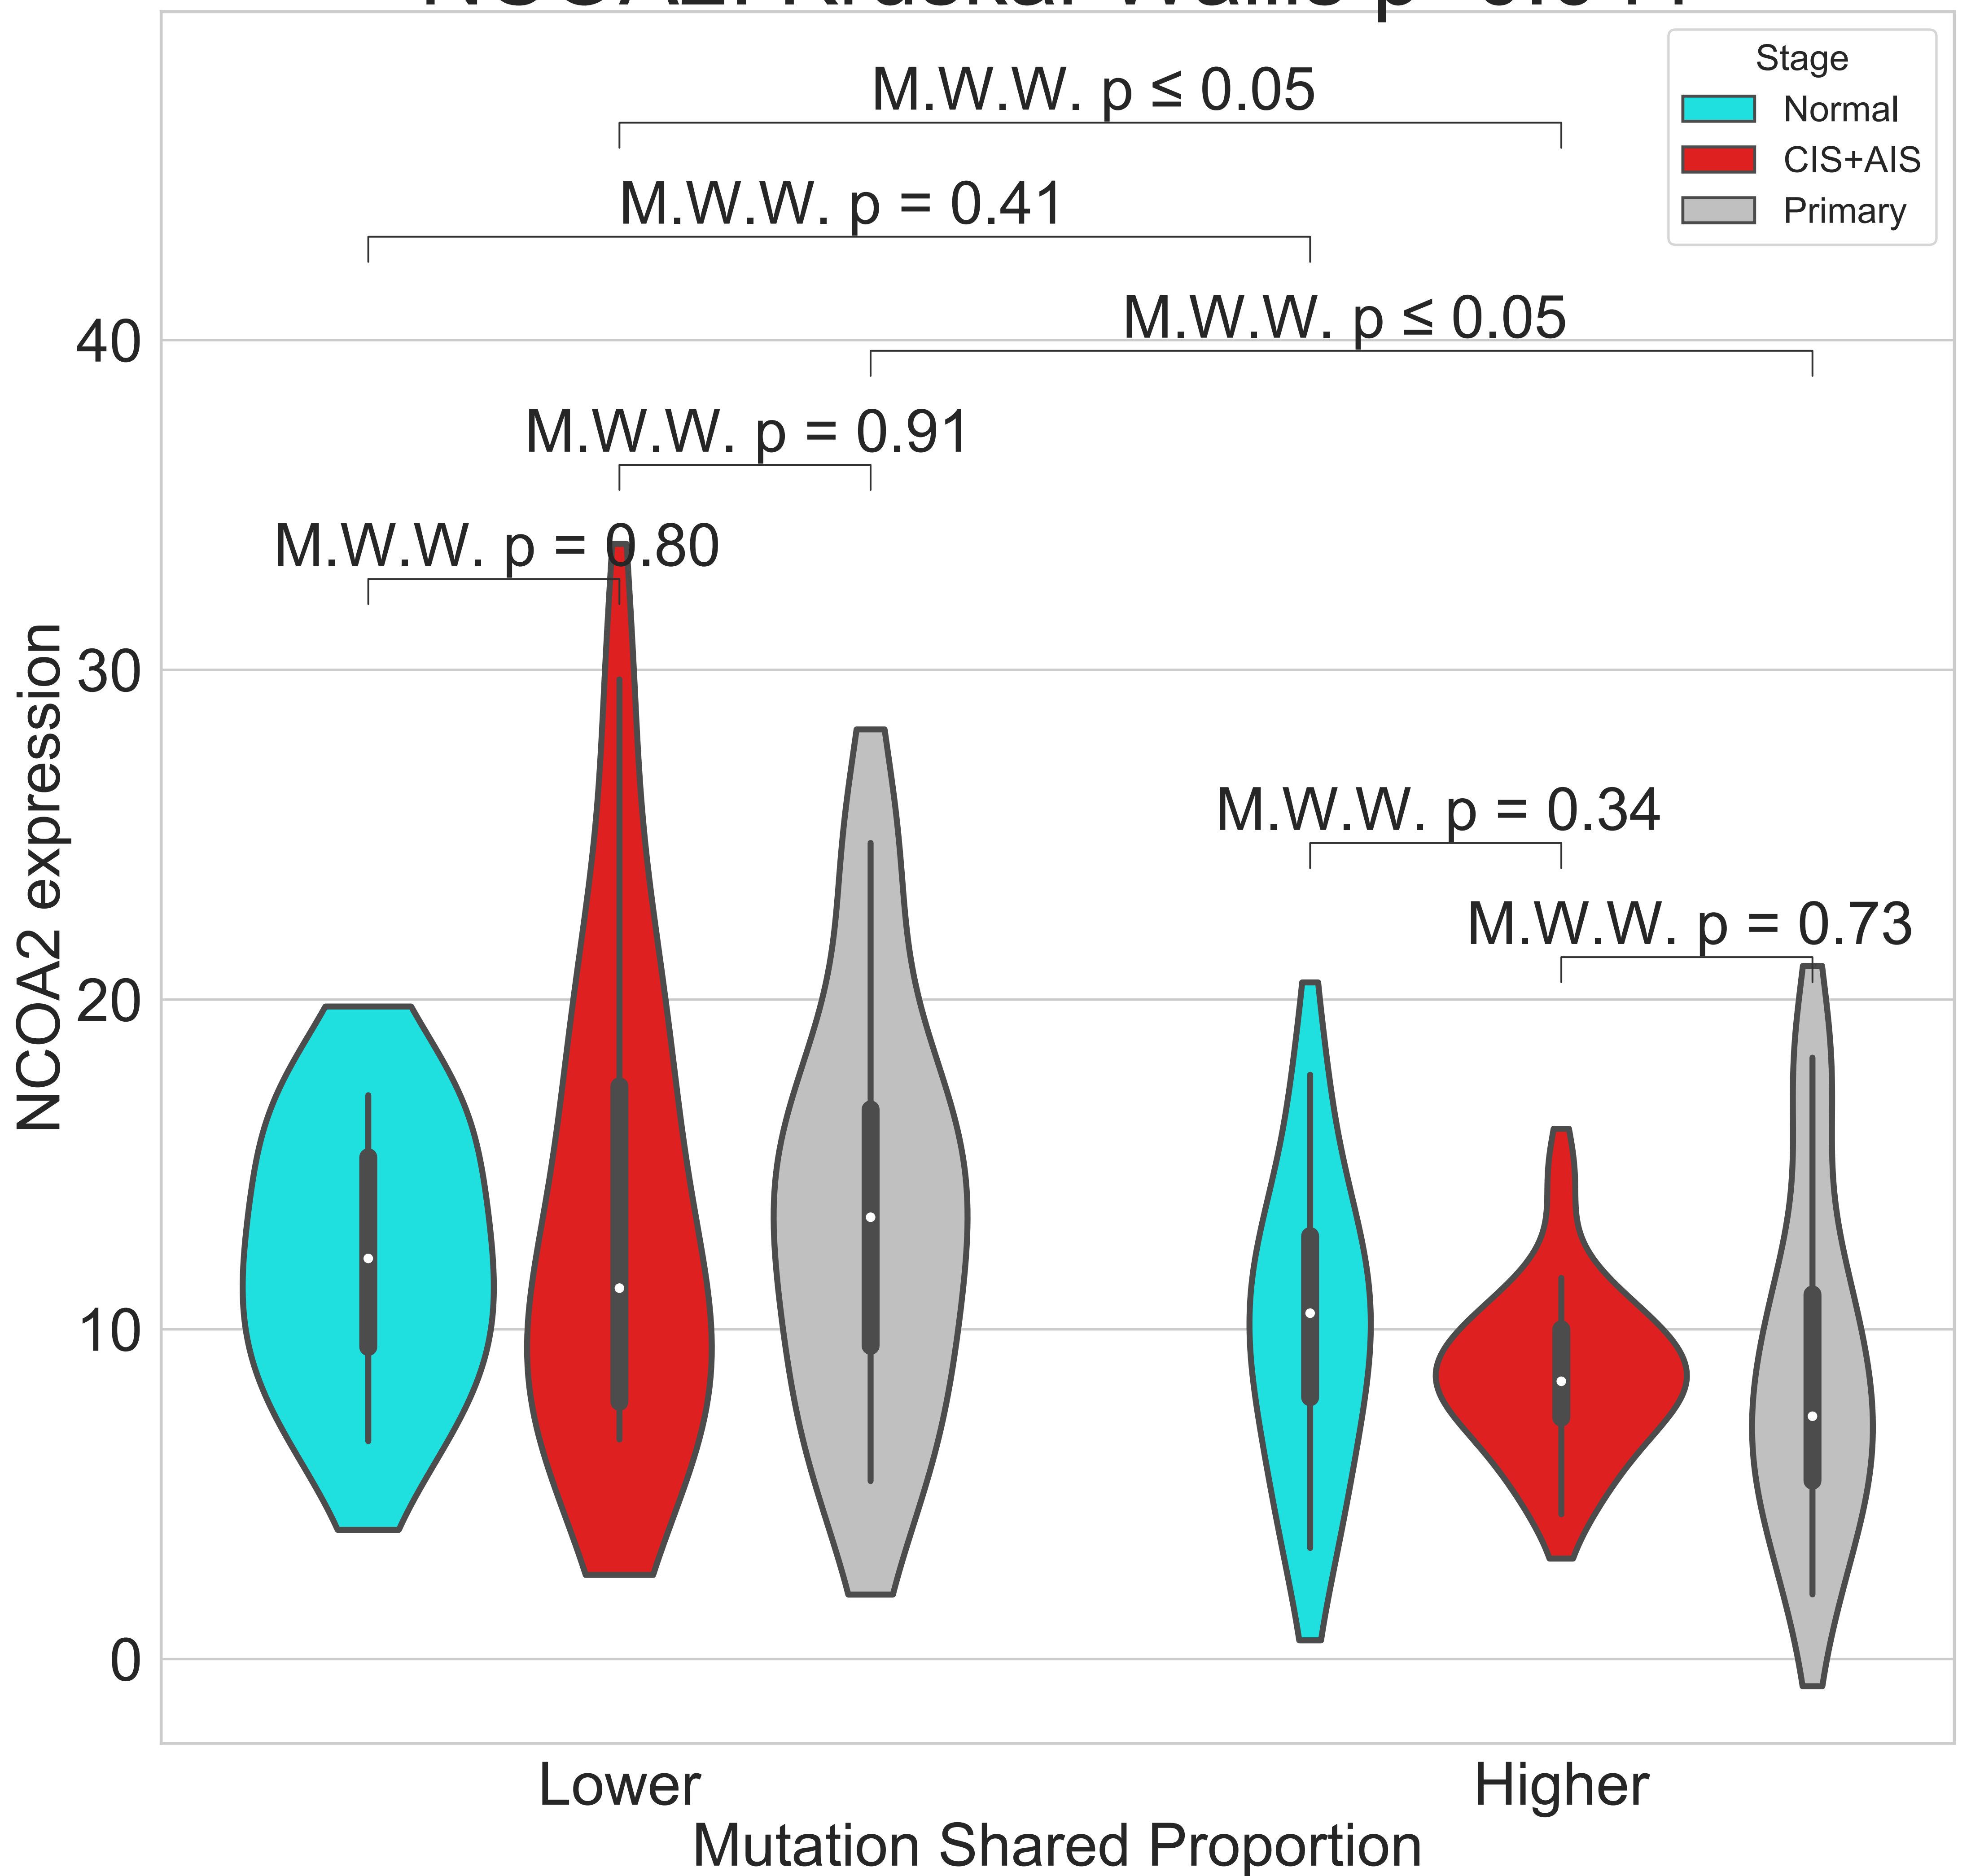 Stage
Normal
CIS+AIS
Primary
M.W.W. p ≤ 0.05
M.W.W. p = 0.41
M.W.W. p ≤ 0.05
M.W.W. p = 0.91
M.W.W. p = 0.80
M.W.W. p = 0.34
M.W.W. p = 0.73
NCOA2 expression
40
30
20
10
0
Lower
Higher
Mutation Shared Proportion